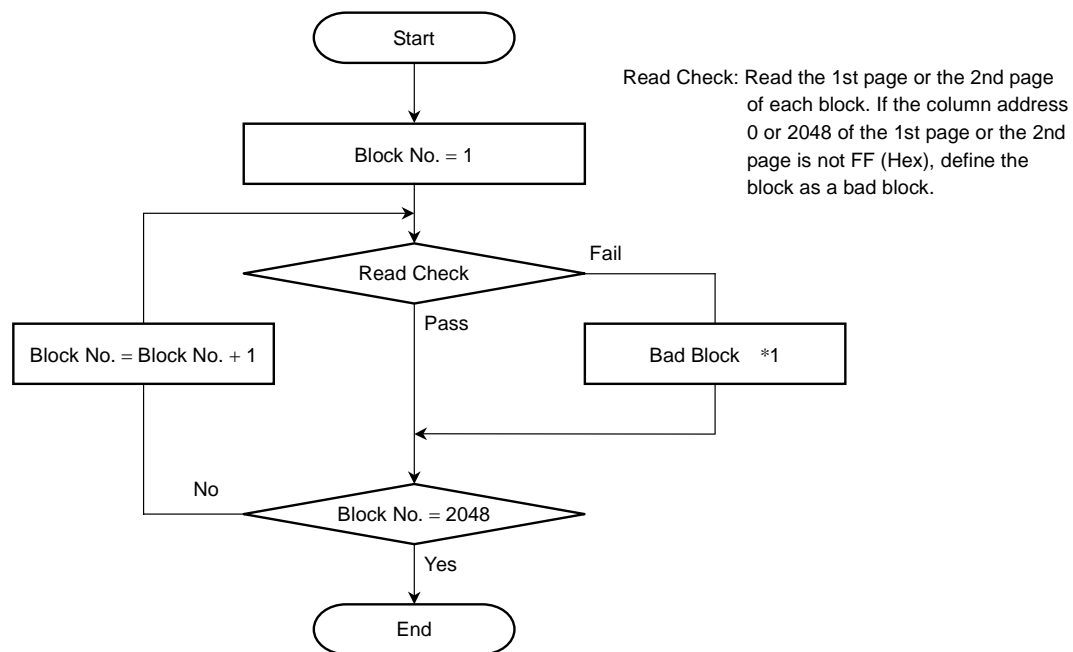 Start
Read Check: Read the 1st page or the 2nd page
of each block. If the column address
0 or 2048 of the 1st page or the 2nd
page is not FF (Hex), define the
block as a bad block.
Block No. = 1
Read Check
Fail
Pass
Block No. = Block No. + 1
Bad Block *1
No
Block No. = 2048
Yes
End